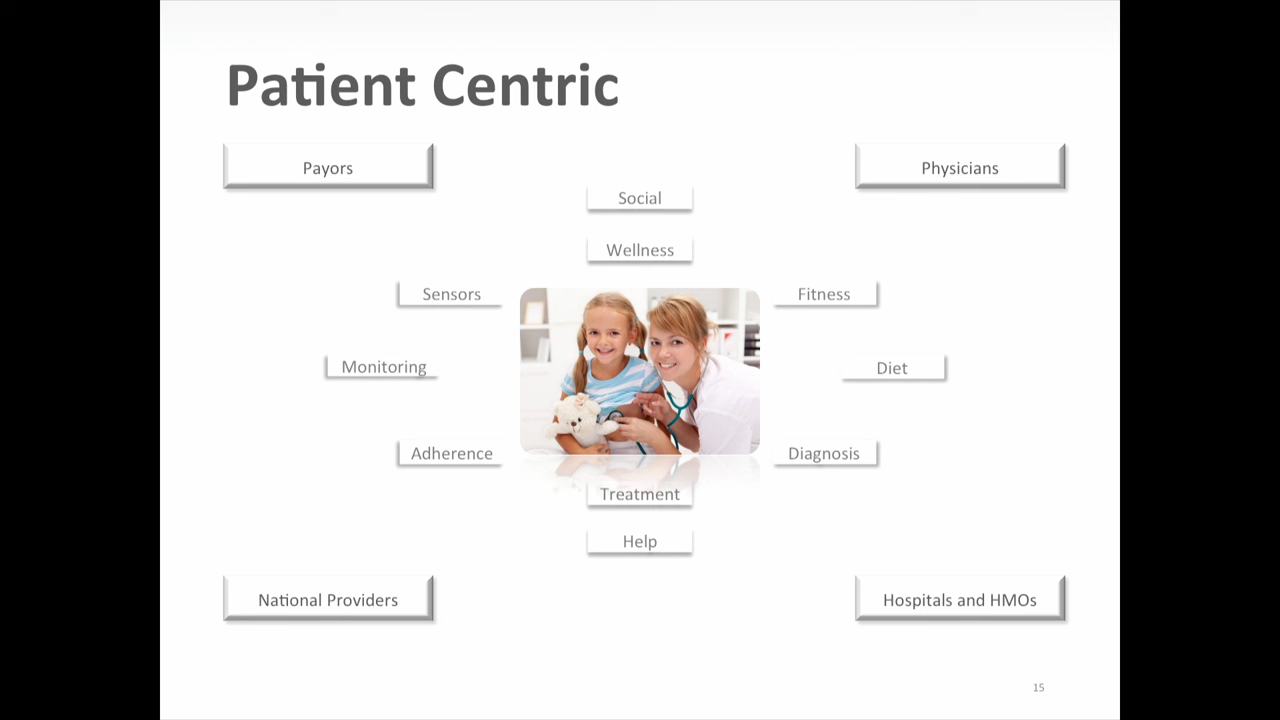 Patient Centric
Payors
Physicians
Social
Wellness
Sensors
Fitness
Monitoring
Diet
Adherence
Diagnosis
Treatment
Help
National Providers
Hospitals and HMOs
15